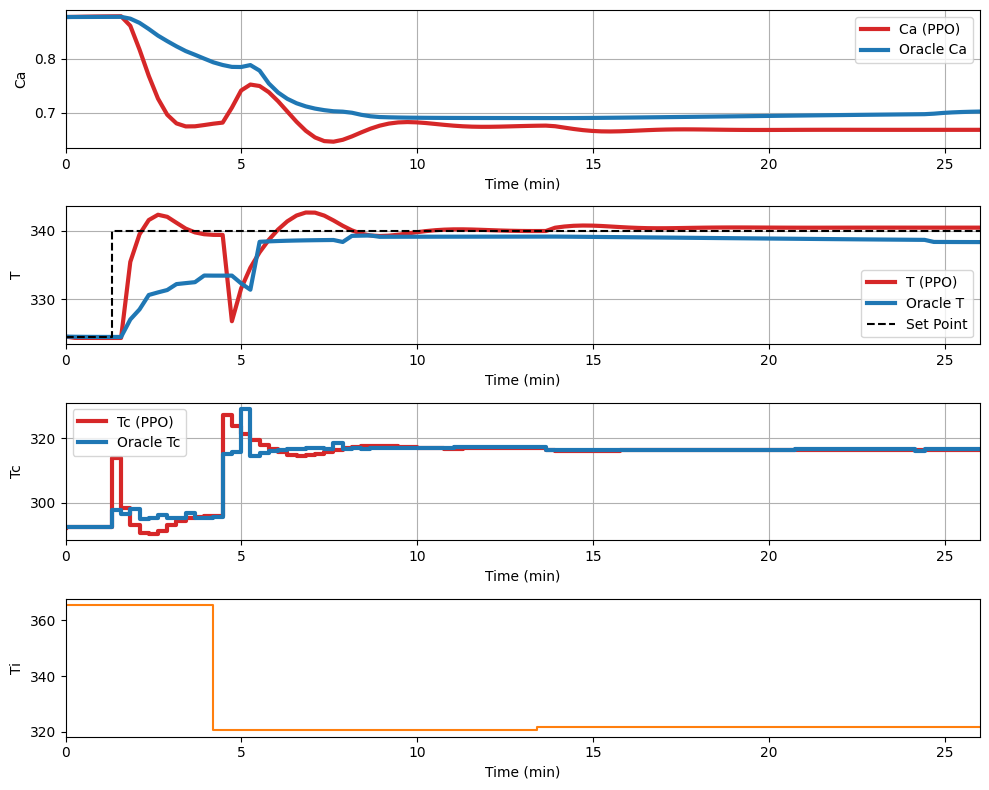 Ca
0.8
0.7
Ca (PPO)
Oracle Ca
0 5 10 15 20 25
Time (min)
T
340
330
T (PPO)
Oracle T
Set Point
0 5 10 15 20 25
Time (min)
Tc
320
300
Tc (PPO)
Oracle Tc
0 5 10 15 20 25
Time (min)
Ti
360
340
320
0 5 10 15 20 25
Time (min)